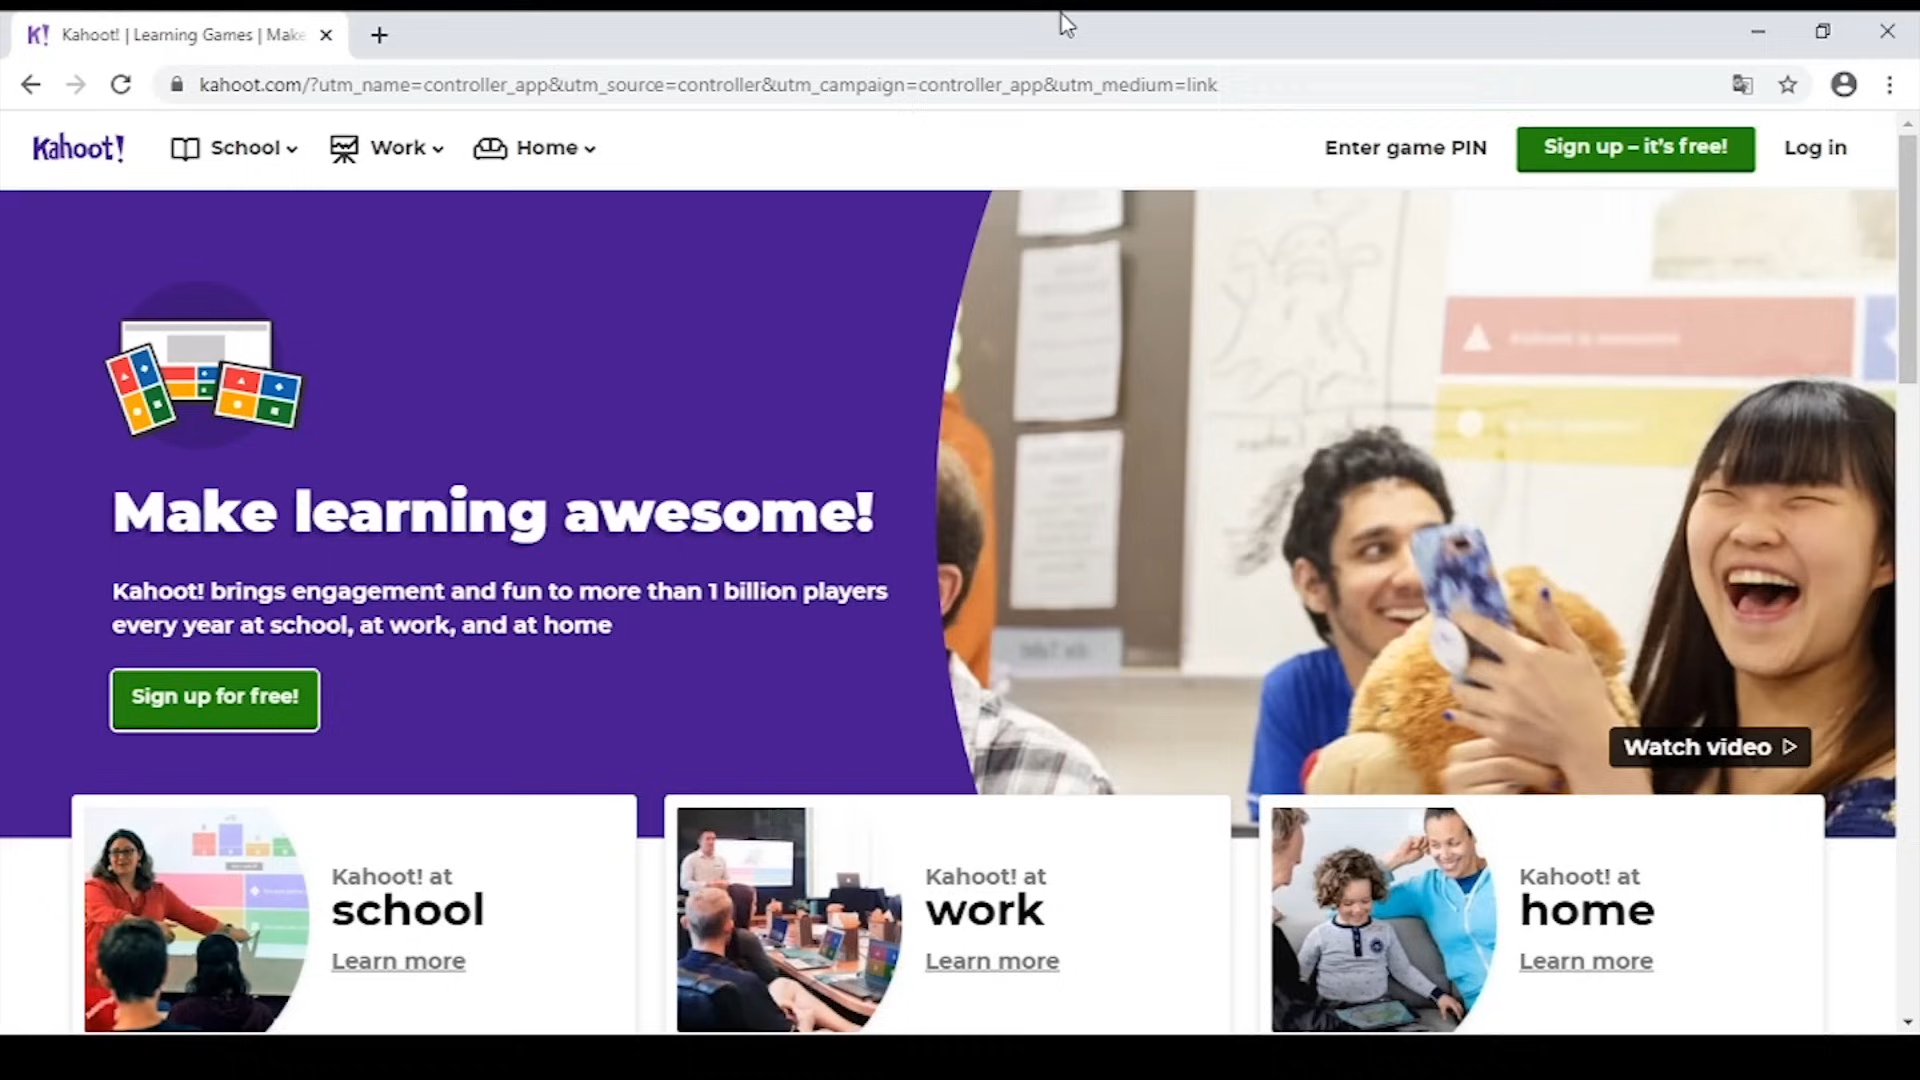 K! Kahoot! | Learning Games | Make
kahoot.com/?utm_name=controller_app&utm_source=controller&utm_campaign=controller_app&utm_medium=link
Kahoot! School Work Home Enter game PIN Sign up – it's free! Log in
Make learning awesome!
Kahoot! brings engagement and fun to more than 1 billion players
every year at school, at work, and at home
Sign up for free!
Watch video
Kahoot! at
school
Learn more
Kahoot! at
work
Learn more
Kahoot! at
home
Learn more